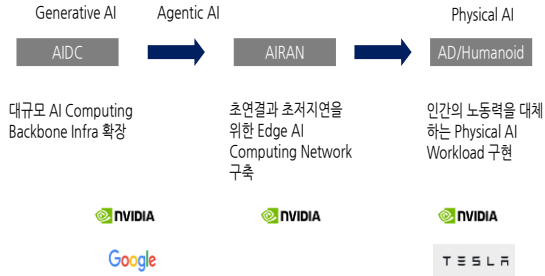 Generative AI
Agentic AI
Physical AI
AIDC
AIRAN
AD/Humanoid
대규모 AI Computing
Backbone Infra 확장
초연결과 초저지연을
위한 Edge AI
Computing Network
구축
인간의 노동력을 대체
하는 Physical AI
Workload 구현
NVIDIA
NVIDIA
NVIDIA
Google
TESLA